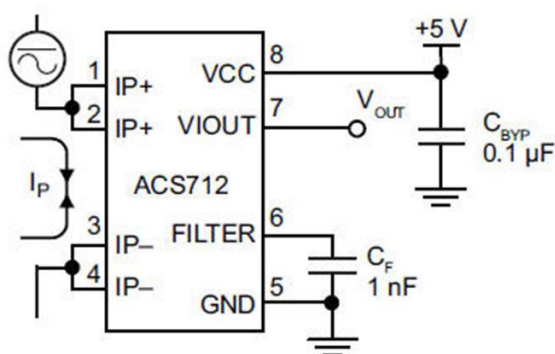 +5 V
8
VCC
1
IP+
2
IP+
7
VIOUT
VOUT
CBYP
0.1 µF
IP
ACS712
3
IP–
4
IP–
6
FILTER
CF
1 nF
5
GND